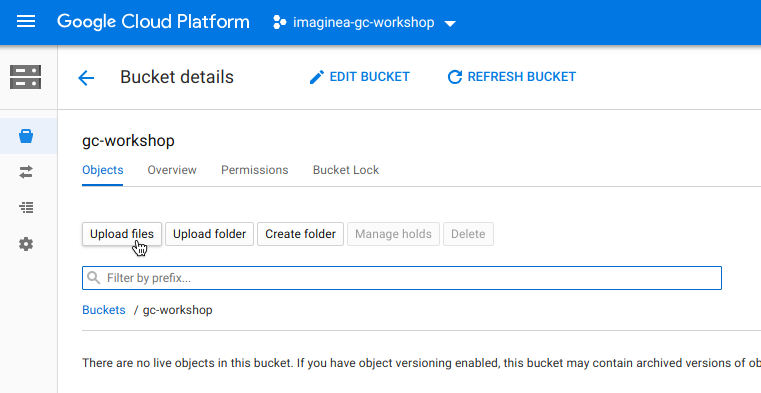 Google Cloud Platform imaginea-gc-workshop
Bucket details EDIT BUCKET REFRESH BUCKET
gc-workshop
Objects Overview Permissions Bucket Lock
Upload files Upload folder Create folder Manage holds Delete
Filter by prefix...
Buckets / gc-workshop
There are no live objects in this bucket. If you have object versioning enabled, this bucket may contain archived versions of ob